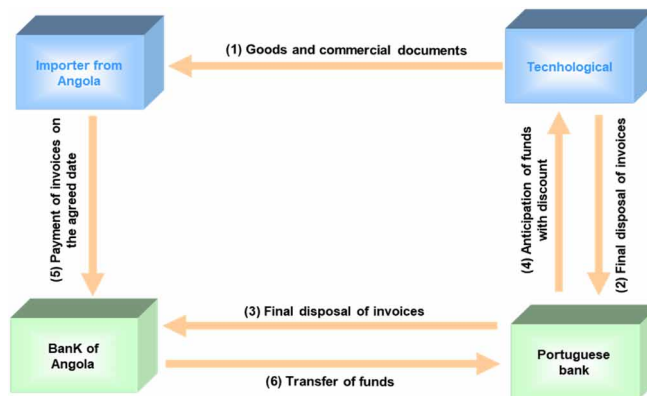 (1) Goods and commercial documents
Importer from
Angola
Tecnhological
(5) Payment of invoices on
the agreed date
(4) Anticipation of funds
with discount
(2) Final disposal of invoices
(3) Final disposal of invoices
BanK of
Angola
Portuguese
bank
(6) Transfer of funds